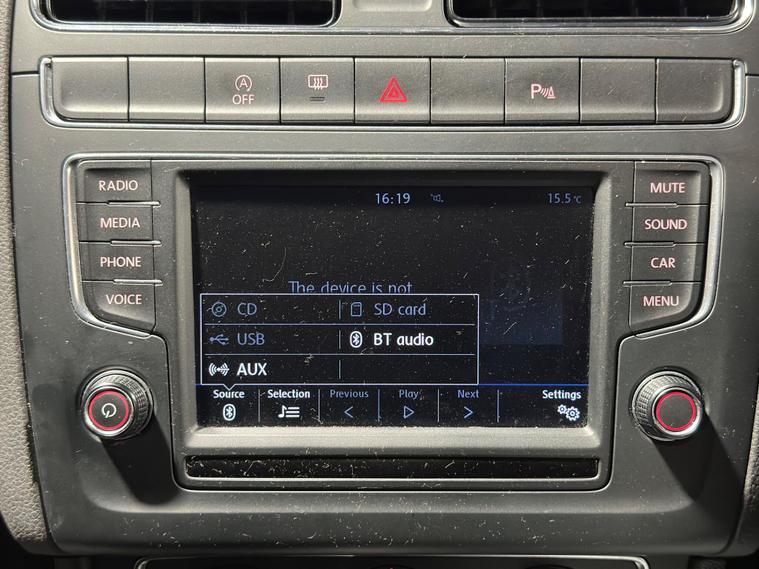 OFF
P
RADIO
MEDIA
PHONE
VOICE
16:19 15.5 °C
The device is not
CD SD card
USB BT audio
AUX
Source Selection Previous Play Next Settings
MUTE
SOUND
CAR
MENU